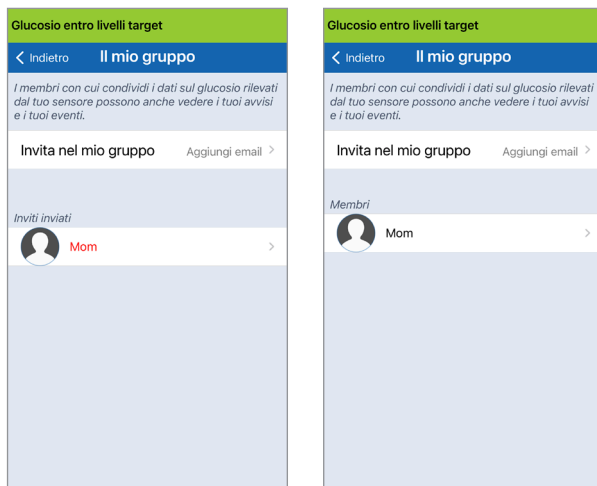 Glucosio entro livelli target
Indietro
Il mio gruppo
I membri con cui condividi i dati sul glucosio rilevati
dal tuo sensore possono anche vedere i tuoi avvisi
e i tuoi eventi.
Invita nel mio gruppo
Aggiungi email
Inviti inviati
Mom
Glucosio entro livelli target
Indietro
Il mio gruppo
I membri con cui condividi i dati sul glucosio rilevati
dal tuo sensore possono anche vedere i tuoi avvisi
e i tuoi eventi.
Invita nel mio gruppo
Aggiungi email
Membri
Mom